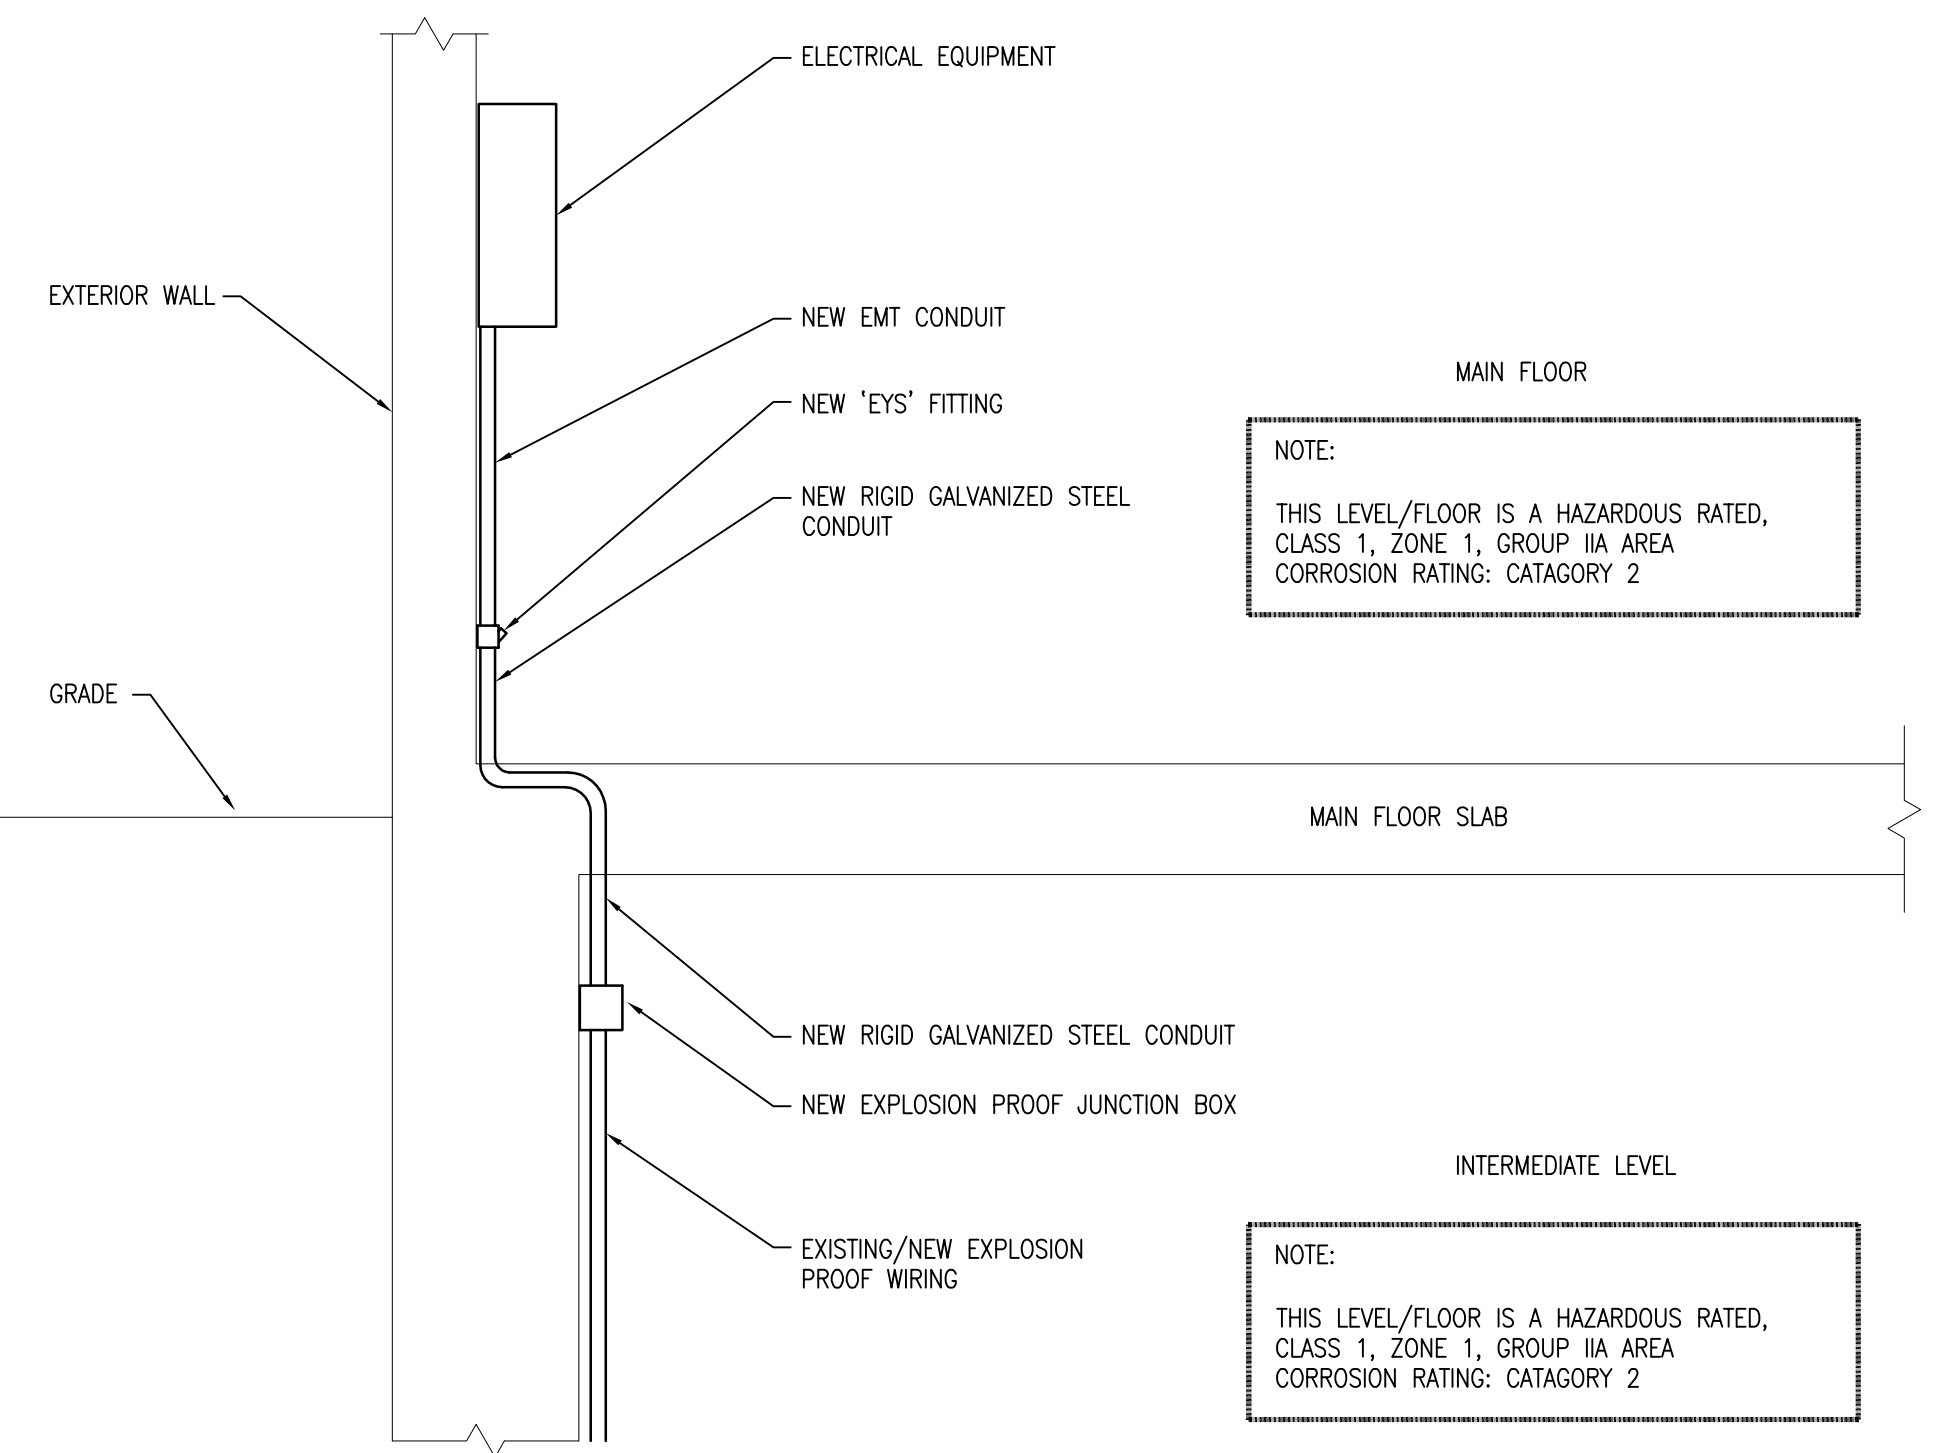 ELECTRICAL EQUIPMENT
EXTERIOR WALL
NEW EMT CONDUIT
MAIN FLOOR
NEW 'EYS' FITTING
NOTE:
NEW RIGID GALVANIZED STEEL
CONDUIT
THIS LEVEL/FLOOR IS A HAZARDOUS RATED,
CLASS 1, ZONE 1, GROUP IIA AREA
CORROSION RATING: CATAGORY 2
GRADE
MAIN FLOOR SLAB
NEW RIGID GALVANIZED STEEL CONDUIT
NEW EXPLOSION PROOF JUNCTION BOX
INTERMEDIATE LEVEL
EXISTING/NEW EXPLOSION
PROOF WIRING
NOTE:
THIS LEVEL/FLOOR IS A HAZARDOUS RATED,
CLASS 1, ZONE 1, GROUP IIA AREA
CORROSION RATING: CATAGORY 2